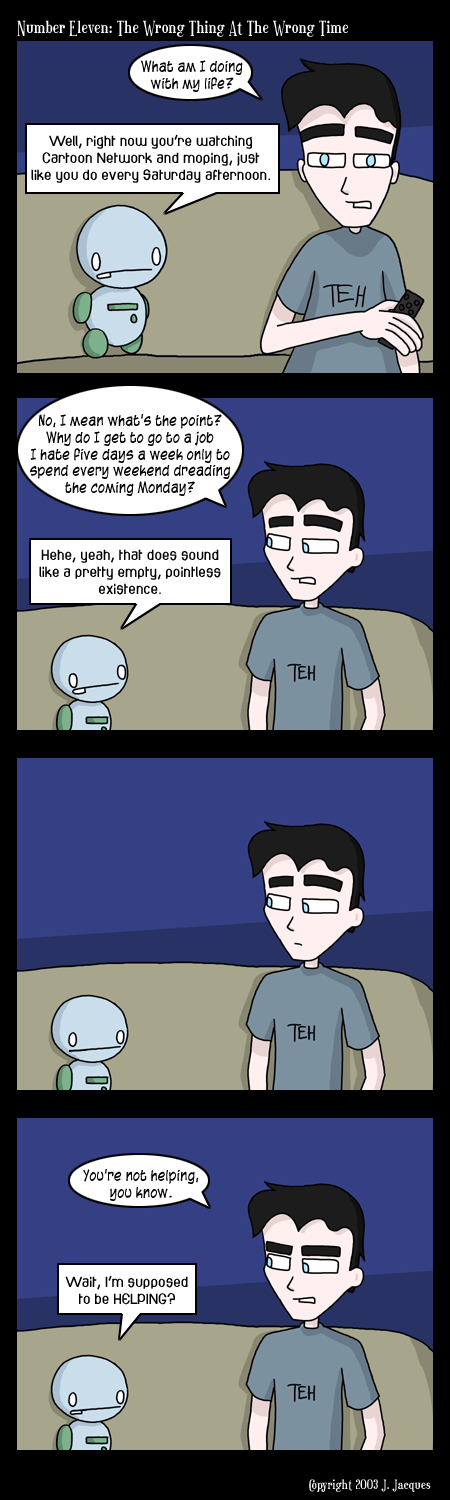 Number Eleven: The Wrong Thing At The Wrong Time
What am I doing
with my life?
Well, right now you're watching
Cartoon Network and moping, just
like you do every Saturday afternoon.
TEH
No, I mean what's the point?
Why do I get to go to a job
I hate five days a week only to
spend every weekend dreading
the coming Monday?
Hehe, yeah, that does sound
like a pretty empty, pointless
existence.
TEH
TEH
You're not helping,
you know.
Wait, I'm supposed
to be HELPING?
TEH
Copyright 2003 J. Jacques